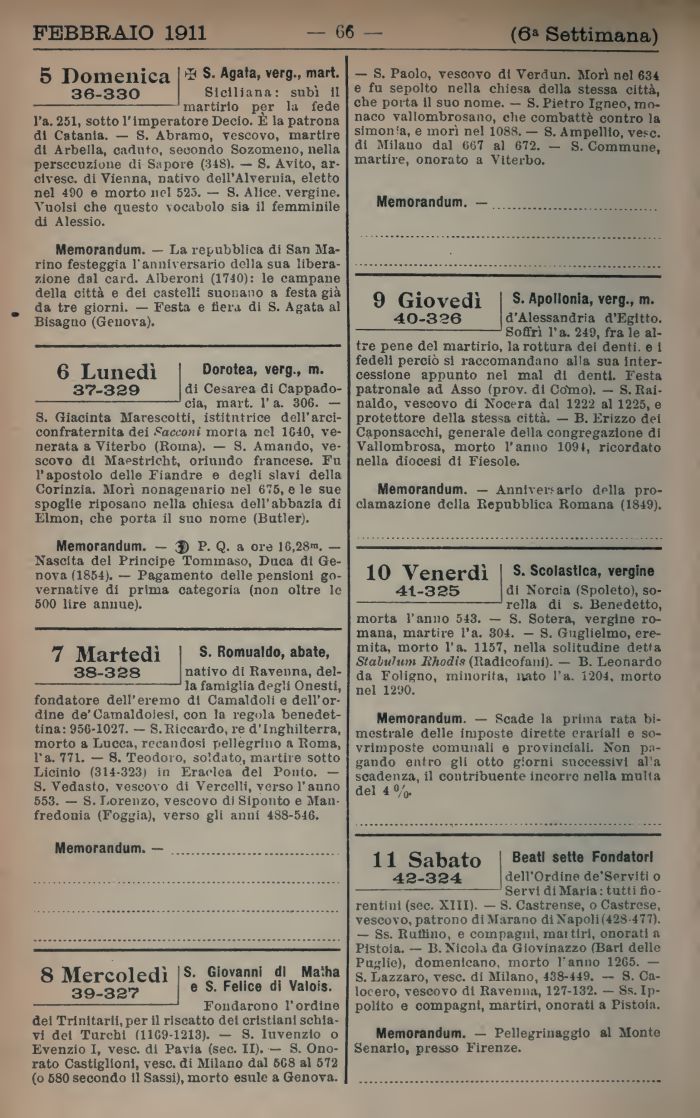 FEBBRAIO 1911 — 66 — (6ª Settimana)
5 Domenica
36-330
✠ S. Agata, verg., mart.
Siciliana: subì il
martirio per la fede
l'a. 251, sotto l'imperatore Decio. È la patrona
di Catania. — S. Abramo, vescovo, martire
di Arbella, caduto, secondo Sozomeno, nella
persecuzione di Sapore (348). — S. Avito, ar-
civesc. di Vienna, nativo dell'Alvernia, eletto
nel 490 e morto nel 525. — S. Alice, vergine.
Vuolsi che questo vocabolo sia il femminile
di Alessio.
Memorandum. — La repubblica di San Ma-
rino festeggia l'anniversario della sua libera-
zione dal card. Alberoni (1740): le campane
della città e dei castelli suonano a festa già
da tre giorni. — Festa e fiera di S. Agata al
Bisagno (Genova).
6 Lunedì
37-329
Dorotea, verg., m.
di Cesarea di Cappado-
cia, mart. l'a. 306. —
S. Giacinta Marescotti, istitutrice dell'arci-
confraternita dei Sacconi morta nel 1640, ve-
nerata a Viterbo (Roma). — S. Amando, ve-
scovo di Maestricht, oriundo francese. Fu
l'apostolo delle Fiandre e degli slavi della
Corinzia. Morì nonagenario nel 675, e le sue
spoglie riposano nella chiesa dell'abbazia di
Elmon, che porta il suo nome (Butler).
Memorandum. — P. Q. a ore 16,28m. —
Nascita del Principe Tommaso, Duca di Ge-
nova (1854). — Pagamento delle pensioni go-
vernative di prima categoria (non oltre le
500 lire annue).
7 Martedì
38-328
S. Romualdo, abate,
nativo di Ravenna, del-
la famiglia degli Onesti,
fondatore dell'eremo di Camaldoli e dell'or-
dine de'Camaldolesi, con la regola benedet-
tina: 956-1027. — S. Riccardo, re d'Inghilterra,
morto a Lucca, recandosi pellegrino a Roma,
l'a. 771. — S. Teodoro, soldato, martire sotto
Licinio (314-323) in Eraclea del Ponto. —
S. Vedasto, vescovo di Vercelli, verso l'anno
553. — S. Lorenzo, vescovo di Siponto e Man-
fredonia (Foggia), verso gli anni 488-546.
Memorandum. —
8 Mercoledì
39-327
S. Giovanni di Matha
e S. Felice di Valois.
Fondarono l'ordine
dei Trinitarii, per il riscatto dei cristiani schia-
vi dei Turchi (1169-1213). — S. Iuvenzio o
Evenzio I, vesc. di Pavia (sec. II). — S. Ono-
rato Castiglioni, vesc. di Milano dal 568 al 572
(o 580 secondo il Sassi), morto esule a Genova.
— S. Paolo, vescovo di Verdun. Morì nel 634
e fu sepolto nella chiesa della stessa città,
che porta il suo nome. — S. Pietro Igneo, mo-
naco vallombrosano, che combattè contro la
simonia, e morì nel 1088. — S. Ampellio, vesc.
di Milano dal 667 al 672. — S. Commune,
martire, onorato a Viterbo.
Memorandum. —
9 Giovedì
40-326
S. Apollonia, verg., m.
d'Alessandria d'Egitto.
Soffrì l'a. 249, fra le al-
tre pene del martirio, la rottura dei denti, e i
fedeli perciò si raccomandano alla sua inter-
cessione appunto nel mal di denti. Festa
patronale ad Asso (prov. di Como). — S. Rai-
naldo, vescovo di Nocera dal 1222 al 1225, e
protettore della stessa città. — B. Erizzo dei
Caponsacchi, generale della congregazione di
Vallombrosa, morto l'anno 1094, ricordato
nella diocesi di Fiesole.
Memorandum. — Anniversario della pro-
clamazione della Repubblica Romana (1849).
10 Venerdì
41-325
S. Scolastica, vergine
di Norcia (Spoleto), so-
rella di s. Benedetto,
morta l'anno 543. — S. Sotera, vergine ro-
mana, martire l'a. 304. — S. Guglielmo, ere-
mita, morto l'a. 1157, nella solitudine detta
Stabulum Rhodis (Radicofani). — B. Leonardo
da Foligno, minorita, nato l'a. 1204, morto
nel 1290.
Memorandum. — Scade la prima rata bi-
mestrale delle imposte dirette erariali e so-
vrimposte comunali e provinciali. Non pa-
gando entro gli otto giorni successivi alla
scadenza, il contribuente incorre nella multa
del 4 %.
11 Sabato
42-324
Beati sette Fondatori
dell'Ordine de'Serviti o
Servi di Maria: tutti fio-
rentini (sec. XIII). — S. Castrense, o Castrese,
vescovo, patrono di Marano di Napoli (428-477).
— Ss. Ruffino, e compagni, martiri, onorati a
Pistoia. — B. Nicola da Giovinazzo (Bari delle
Puglie), domenicano, morto l'anno 1265. —
S. Lazzaro, vesc. di Milano, 438-449. — S. Ca-
locero, vescovo di Ravenna, 127-132. — Ss. Ip-
polito e compagni, martiri, onorati a Pistoia.
Memorandum. — Pellegrinaggio al Monte
Senario, presso Firenze.